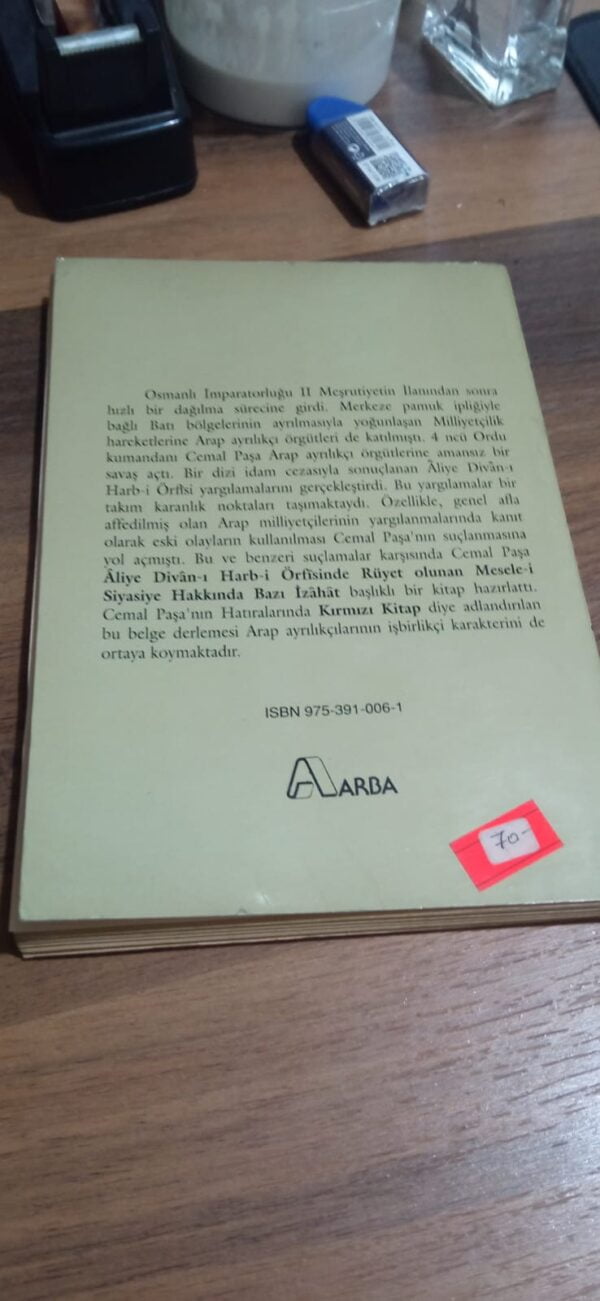 Osmanlı İmparatorluğu II Meşrutiyetin İlanından sonra
hızlı bir dağılma sürecine girdi. Merkeze pamuk ipliğiyle
bağlı Batı bölgelerinin ayrılmasıyla yoğunlaşan Milliyetçilik
hareketlerine Arap ayrılıkçı örgütleri de katılmıştı. 4 ncü Ordu
kumandanı Cemal Paşa Arap ayrılıkçı örgütlerine amansız bir
savaş açtı. Bir dizi idam cezasıyla sonuçlanan Âliye Divân-ı
Harb-i Örfîsi yargılamalarını gerçekleştirdi. Bu yargılamalar bir
takım karanlık noktaları taşımaktaydı. Özellikle, genel afla
affedilmiş olan Arap milliyetçilerinin yargılanmalarında kanıt
olarak eski olayların kullanılması Cemal Paşa'nın suçlanmasına
yol açmıştı. Bu ve benzeri suçlamalar karşısında Cemal Paşa
Âliye Divân-ı Harb-i Örfîsinde Rüyet olunan Mesele-i
Siyasiye Hakkında Bazı İzâhât başlıklı bir kitap hazırlattı.
Cemal Paşa'nın Hatıralarında Kırmızı Kitap diye adlandırılan
bu belge derlemesi Arap ayrılıkçılarının işbirlikçi karakterini de
ortaya koymaktadır.
ISBN 975-391-006-1
ARBA
70-